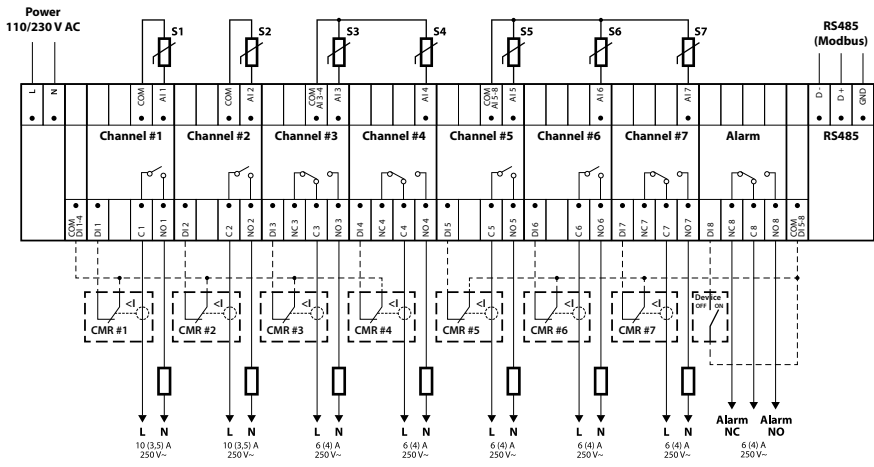 Power
110/230 V AC
S1
S2
S3
S4
S5
S6
S7
RS485
(Modbus)
L
N
COM
AI 1
COM
AI 2
COM
AI 3-4
AI 3
AI 4
COM
AI 5-8
AI 5
AI 6
AI 7
D -
D +
GND
Channel #1
Channel #2
Channel #3
Channel #4
Channel #5
Channel #6
Channel #7
Alarm
RS485
COM
DI 1-4
DI 1
C 1
NO 1
DI 2
C 2
NO 2
DI 3
NC 3
C 3
NO 3
DI 4
NC 4
C 4
NO 4
DI 5
C 5
NO 5
DI 6
C 6
NO 6
DI 7
NC 7
C 7
NO 7
DI 8
NC 8
C 8
NO 8
COM
DI 5-8
<I
<I
<I
<I
<I
<I
<I
Device
OFF ON
CMR #1
CMR #2
CMR #3
CMR #4
CMR #5
CMR #6
CMR #7
L N
L N
L N
L N
L N
L N
L N
Alarm
NC
Alarm
NO
10 (3,5) A
250 V~
10 (3,5) A
250 V~
6 (4) A
250 V~
6 (4) A
250 V~
6 (4) A
250 V~
6 (4) A
250 V~
6 (4) A
250 V~
6 (4) A
250 V~